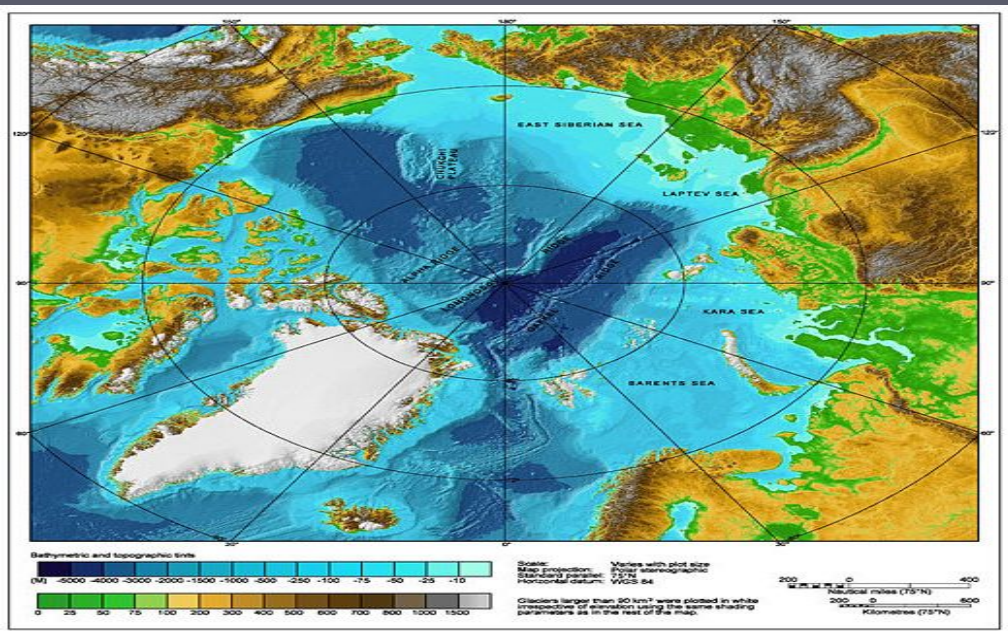 150°
180°
150°
120°
120°
EAST SIBERIAN SEA
CHUKCHI
PLATEAU
LAPTEV SEA
ALPHA RIDGE
RIDGE
LOMONOSOV
RIDGE
90°
90°
GAKKEL
KARA SEA
BARENTS SEA
60°
60°
30°
0°
30°
Bathymetric and topographic tints
(M) -5000 -4000 -3000 -2000 -1500 -1000 -500 -250 -100 -75 -50 -25 -10
0 25 50 75 100 200 300 400 500 600 700 800 1000 1500
Scale: Varies with plot size
Map projection: Polar stereographic
Standard parallel: 75°N
Horizontal datum: WGS 84
Glaciers larger than 90 km² were plotted in white
irrespective of elevation using the same shading
parameters as in the rest of the map.
200 0 400
Nautical miles (75°N)
200 0 600
Kilometres (75°N)